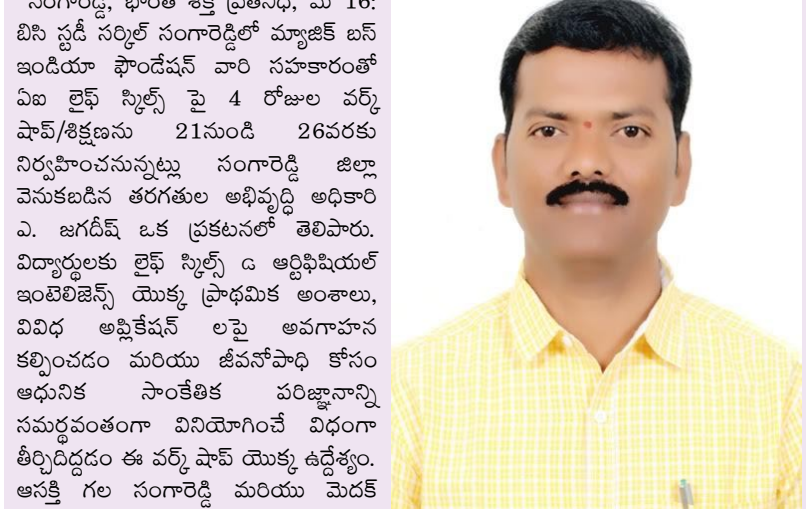 సంగారెడ్డి, భారత శక్తి ప్రతినిధి, మే 16:
బిసి స్టడీ సర్కిల్ సంగారెడ్డిలో మ్యాజిక్ బస్
ఇండియా ఫౌండేషన్ వారి సహకారంతో
ఏఐ లైఫ్ స్కిల్స్ పై 4 రోజుల వర్క్
షాప్/శిక్షణను 21నుండి 26వరకు
నిర్వహించనున్నట్లు సంగారెడ్డి జిల్లా
వెనుకబడిన తరగతుల అభివృద్ధి అధికారి
ఎ. జగదీష్ ఒక ప్రకటనలో తెలిపారు.
విద్యార్థులకు లైఫ్ స్కిల్స్ డ ఆర్టిఫిషియల్
ఇంటెలిజెన్స్ యొక్క ప్రాథమిక అంశాలు,
వివిధ అప్లికేషన్ లపై అవగాహన
కల్పించడం మరియు జీవనోపాధి కోసం
ఆధునిక సాంకేతిక పరిజ్ఞానాన్ని
సమర్థవంతంగా వినియోగించే విధంగా
తీర్చిదిద్దడం ఈ వర్క్ షాప్ యొక్క ఉద్దేశ్యం.
ఆసక్తి గల సంగారెడ్డి మరియు మెదక్